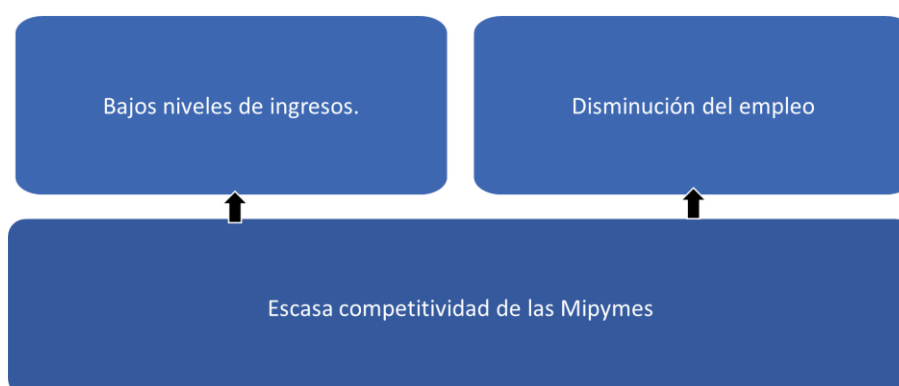 Bajos niveles de ingresos.
Disminución del empleo
Escasa competitividad de las Mipymes